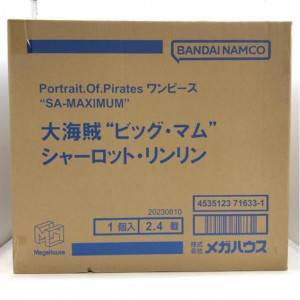 BANDAI NAMCO
Portrait.Of.Pirates ワンピース
“SA-MAXIMUM”
大海賊“ビッグ・マム”
シャーロット・リンリン
20230810
4535123 71633-1
1個入
2.4 載
MegaHouse
株式会社 メガハウス